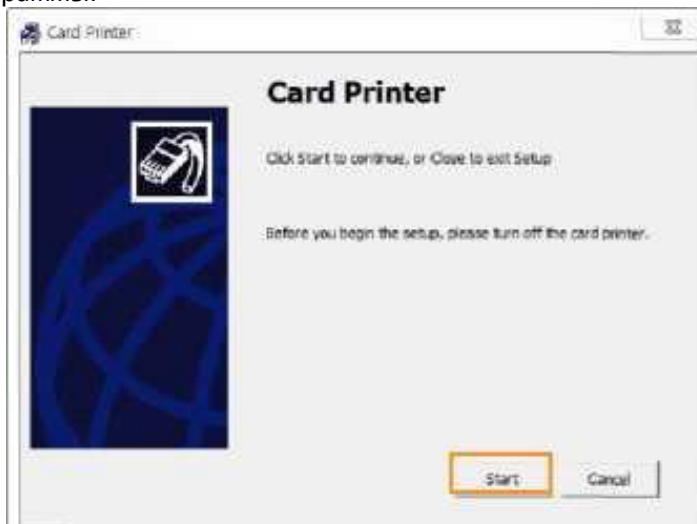 Card Printer
Card Printer
Click Start to continue, or Close to exit Setup
Before you begin the setup, please turn off the card printer.
Start
Cancel